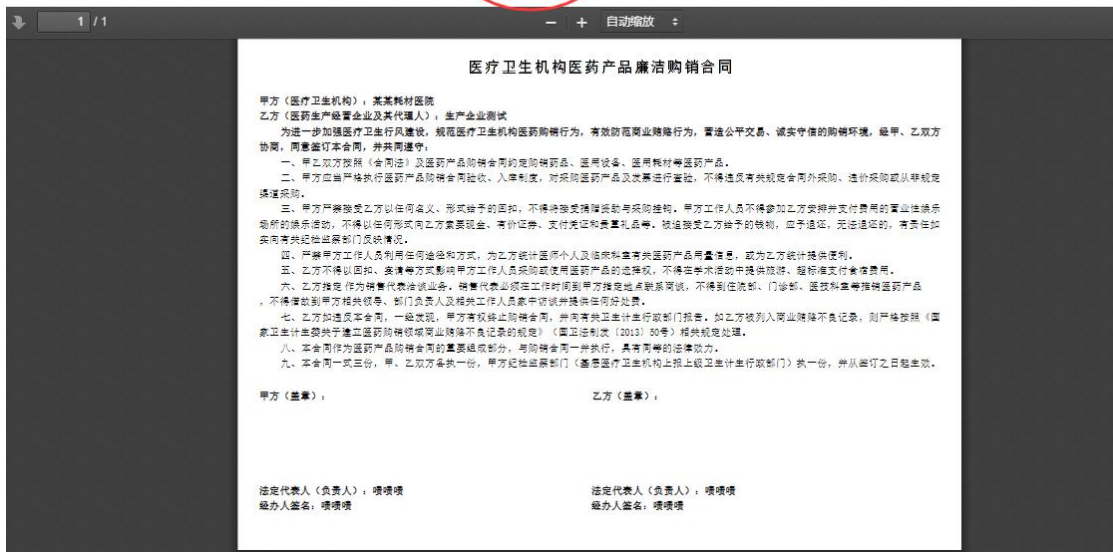 1 / 1
自动缩放
医疗卫生机构医药产品廉洁购销合同
甲方（医疗卫生机构）：某某耗材医院
乙方（医药生产经营企业及其代理人）：生产企业测试
为进一步加强医疗卫生行风建设，规范医疗卫生机构医药购销行为，有效防范商业贿赂行为，营造公平交易、诚实守信的购销环境，经甲、乙双方
协商，同意签订本合同，并共同遵守：
一、甲乙双方按照《合同法》及医药产品购销合同约定购销药品、医用设备、医用耗材等医药产品。
二、甲方应当严格执行医药产品购销合同验收、入库制度，对采购医药产品及发票进行查验，不得违反有关规定合同外采购、违价采购或从非规定
渠道采购。
三、甲方严禁接受乙方以任何名义、形式给予的回扣，不得将接受捐赠资助与采购挂钩。甲方工作人员不得参加乙方安排并支付费用的营业性娱乐
场所的娱乐活动，不得以任何形式向乙方索要现金、有价证券、支付凭证和贵重礼品等。被迫接受乙方给予的钱物，应予退还，无法退还的，有责任如
实向有关纪检监察部门反映情况。
四、严禁甲方工作人员利用任何途径和方式，为乙方统计医师个人及临床科室有关医药产品用量信息，或为乙方统计提供便利。
五、乙方不得以回扣、宴请等方式影响甲方工作人员采购或使用医药产品的选择权，不得在学术活动中提供旅游、超标准支付食宿费用。
六、乙方指定 作为销售代表洽谈业务。销售代表必须在工作时间到甲方指定地点联系商谈，不得到住院部、门诊部、医技科室等推销医药产品
，不得借故到甲方相关领导、部门负责人及相关工作人员家中访谈并提供任何好处费。
七、乙方如违反本合同，一经发现，甲方有权终止购销合同，并向有关卫生计生行政部门报告。如乙方被列入商业贿赂不良记录，则严格按照《国
家卫生计生委关于建立医药购销领域商业贿赂不良记录的规定》（国卫法制发〔2013〕50号）相关规定处理。
八、本合同作为医药产品购销合同的重要组成部分，与购销合同一并执行，具有同等的法律效力。
九、本合同一式三份，甲、乙双方各执一份，甲方纪检监察部门（基层医疗卫生机构上报上级卫生计生行政部门）执一份，并从签订之日起生效。
甲方（盖章）：
乙方（盖章）：
法定代表人（负责人）：啧啧啧
法定代表人（负责人）：啧啧啧
经办人签名：啧啧啧
经办人签名：啧啧啧